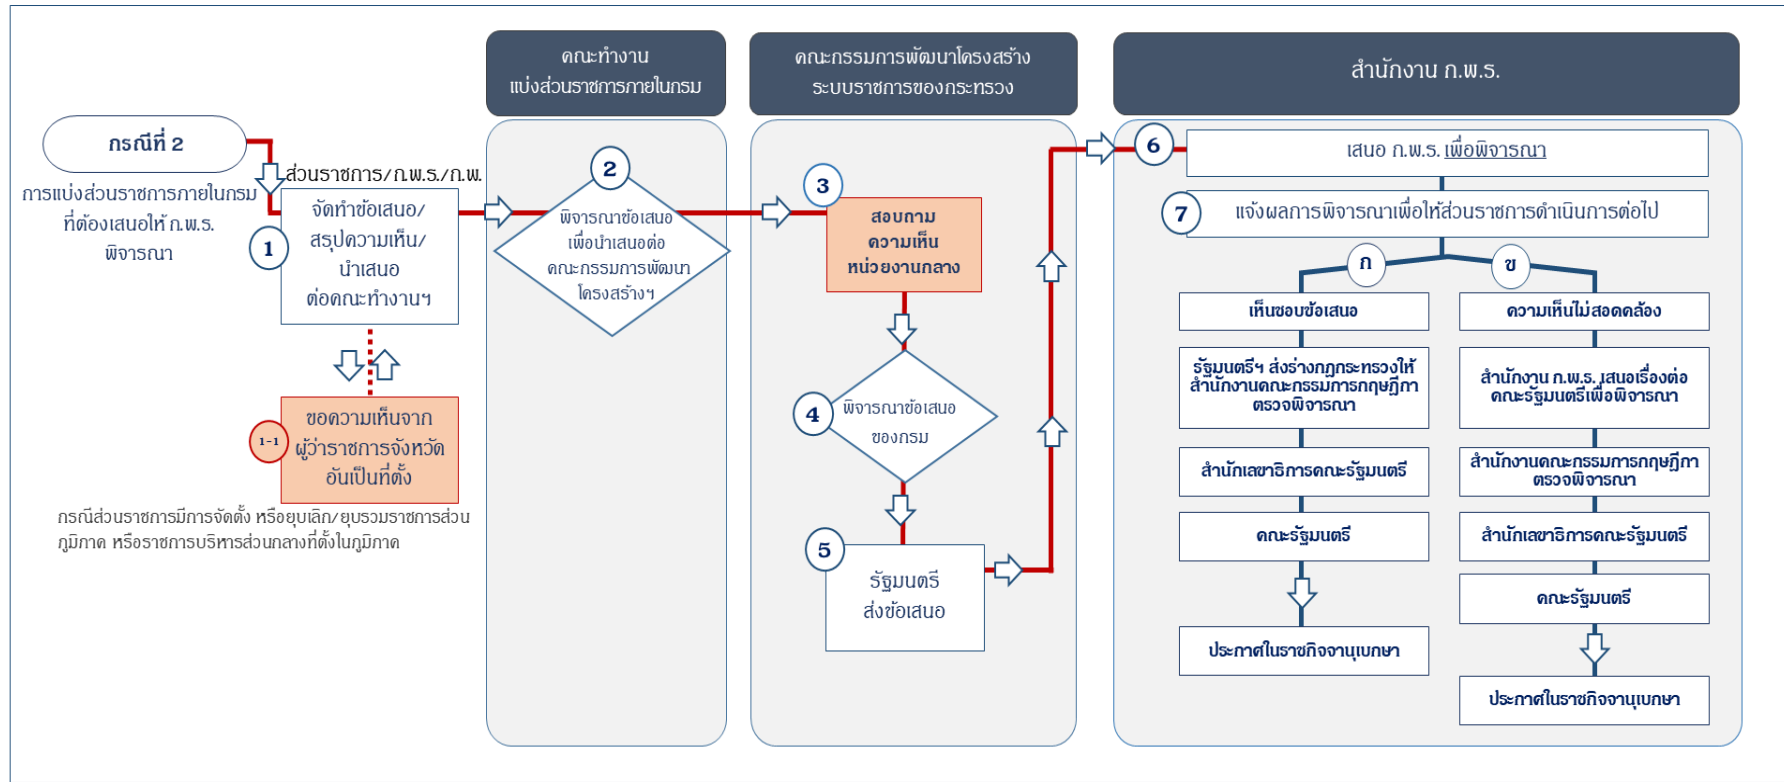 กรณีที่ 2
การแบ่งส่วนราชการภายในกรม
ที่ต้องเสนอให้ ก.พ.ร.
พิจารณา
ส่วนราชการ/ก.พ.ร./ก.พ.
1
จัดทำข้อเสนอ/
สรุปความเห็น/
นำเสนอ
ต่อคณะทำงานฯ
1-1
ขอความเห็นจาก
ผู้ว่าราชการจังหวัด
อันเป็นที่ตั้ง
กรณีส่วนราชการมีการจัดตั้ง หรือยุบเลิก/ยุบรวมราชการส่วน
ภูมิภาค หรือราชการบริหารส่วนกลางที่ตั้งในภูมิภาค
คณะทำงาน
แบ่งส่วนราชการภายในกรม
2
พิจารณาข้อเสนอ
เพื่อนำเสนอต่อ
คณะกรรมการพัฒนา
โครงสร้างฯ
คณะกรรมการพัฒนาโครงสร้าง
ระบบราชการของกระทรวง
3
สอบถาม
ความเห็น
หน่วยงานกลาง
4
พิจารณาข้อเสนอ
ของกรม
5
รัฐมนตรี
ส่งข้อเสนอ
สำนักงาน ก.พ.ร.
6
เสนอ ก.พ.ร. เพื่อพิจารณา
7
แจ้งผลการพิจารณาเพื่อให้ส่วนราชการดำเนินการต่อไป
ก
เห็นชอบข้อเสนอ
รัฐมนตรีฯ ส่งร่างกฎกระทรวงให้
สำนักงานคณะกรรมการกฤษฎีกา
ตรวจพิจารณา
สำนักเลขาธิการคณะรัฐมนตรี
คณะรัฐมนตรี
ประกาศในราชกิจจานุเบกษา
ข
ความเห็นไม่สอดคล้อง
สำนักงาน ก.พ.ร. เสนอเรื่องต่อ
คณะรัฐมนตรีเพื่อพิจารณา
สำนักงานคณะกรรมการกฤษฎีกา
ตรวจพิจารณา
สำนักเลขาธิการคณะรัฐมนตรี
คณะรัฐมนตรี
ประกาศในราชกิจจานุเบกษา